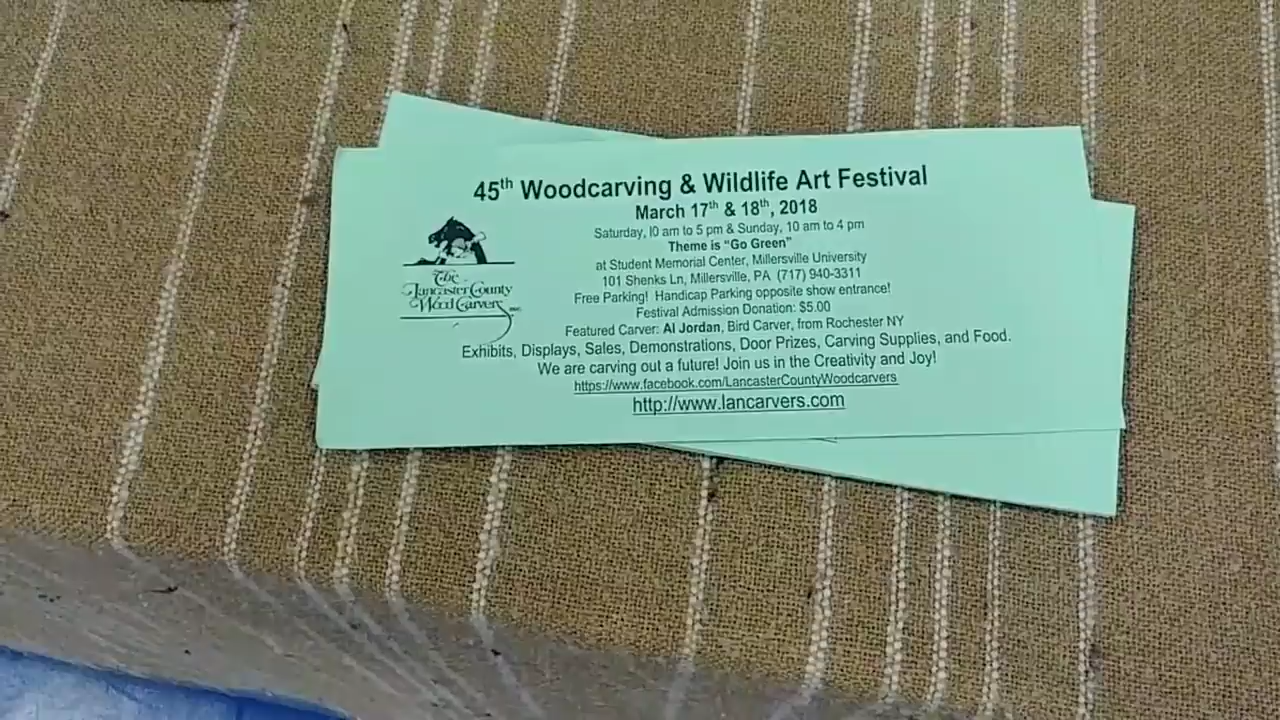 45th Woodcarving & Wildlife Art Festival
March 17th & 18th, 2018
Saturday, l0 am to 5 pm & Sunday, 10 am to 4 pm
Theme is "Go Green"
at Student Memorial Center, Millersville University
101 Shenks Ln, Millersville, PA (717) 940-3311
Free Parking! Handicap Parking opposite show entrance!
Festival Admission Donation: $5.00
Featured Carver: Al Jordan, Bird Carver, from Rochester NY
Exhibits, Displays, Sales, Demonstrations, Door Prizes, Carving Supplies, and Food.
We are carving out a future! Join us in the Creativity and Joy!
https://www.facebook.com/LancasterCountyWoodcarvers
http://www.lancarvers.com
The
Lancaster County
Wood Carvers